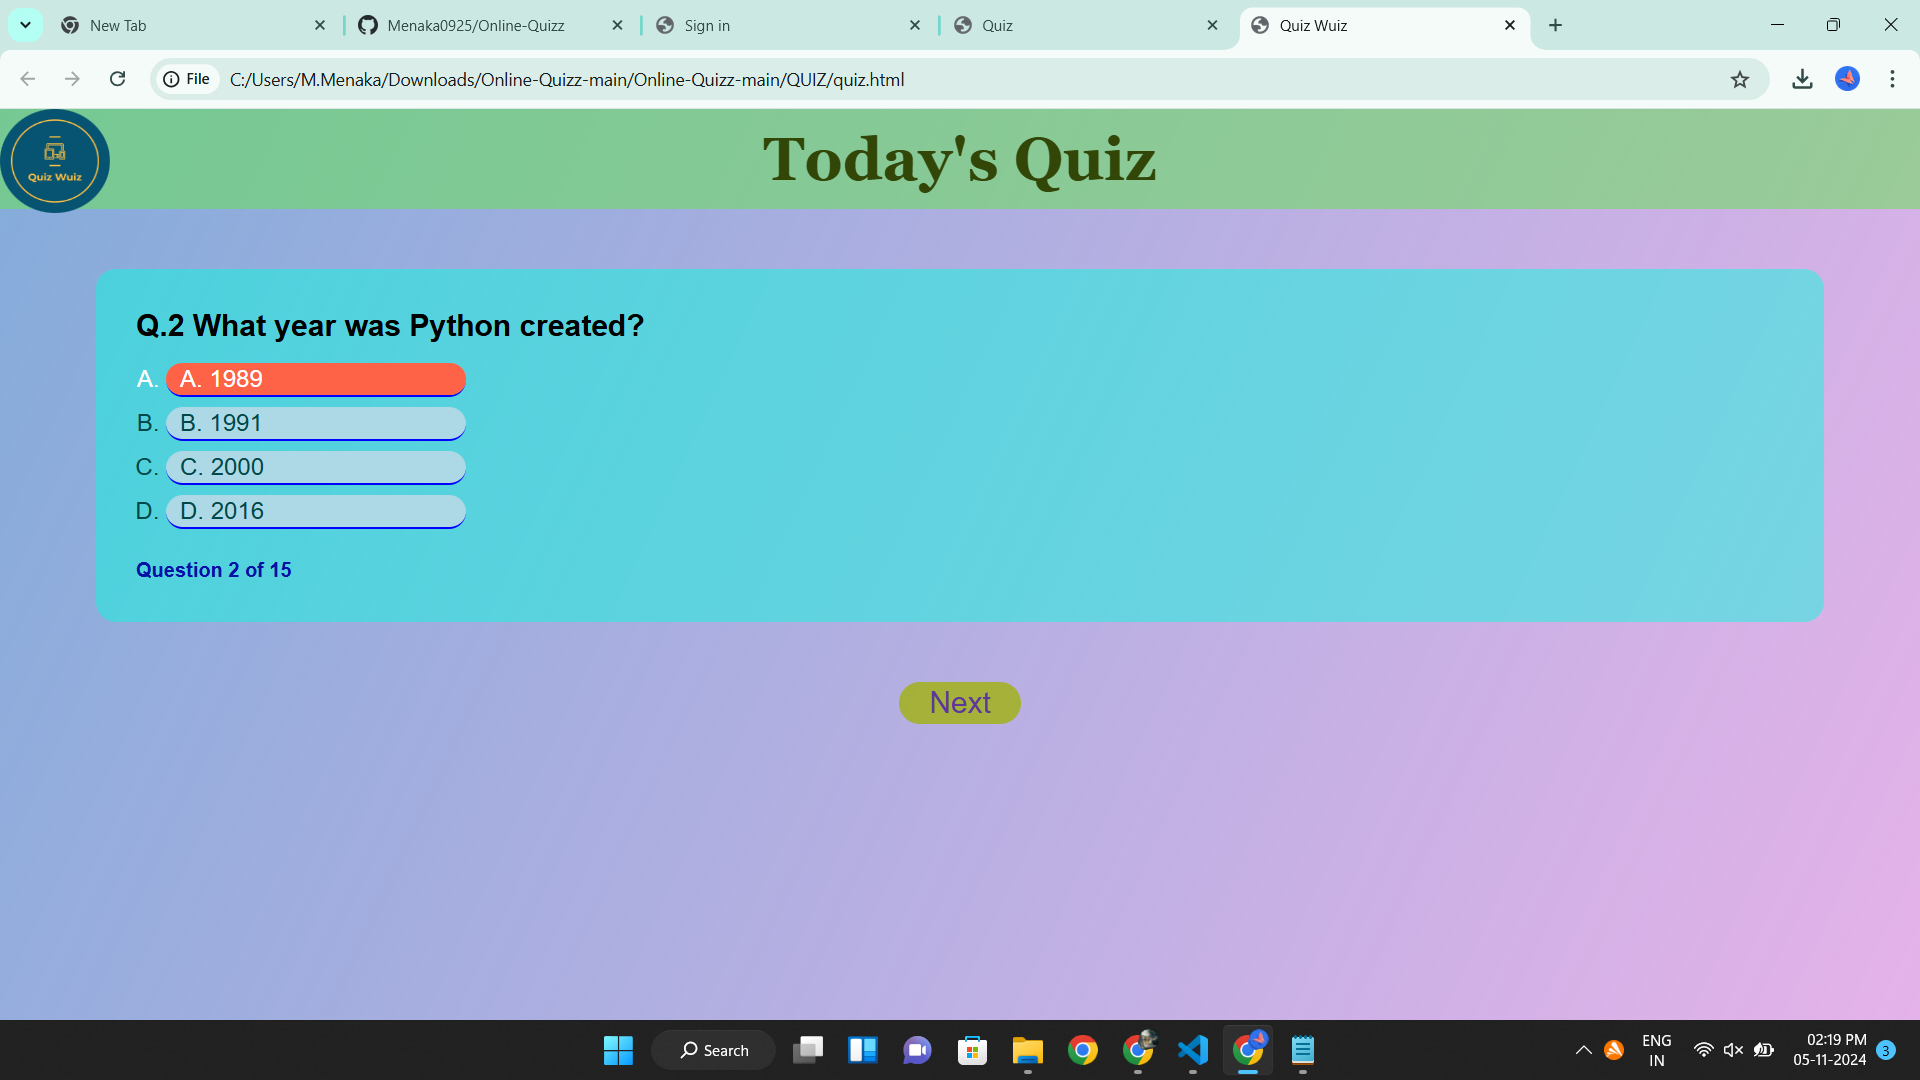 New Tab
Menaka0925/Online-Quizz
Sign in
Quiz
Quiz Wuiz
File
C:/Users/M.Menaka/Downloads/Online-Quizz-main/Online-Quizz-main/QUIZ/quiz.html
Quiz Wuiz
Today's Quiz
Q.2 What year was Python created?
A. A. 1989
B. B. 1991
C. C. 2000
D. D. 2016
Question 2 of 15
Next
Search
ENG
IN
02:19 PM
05-11-2024
3